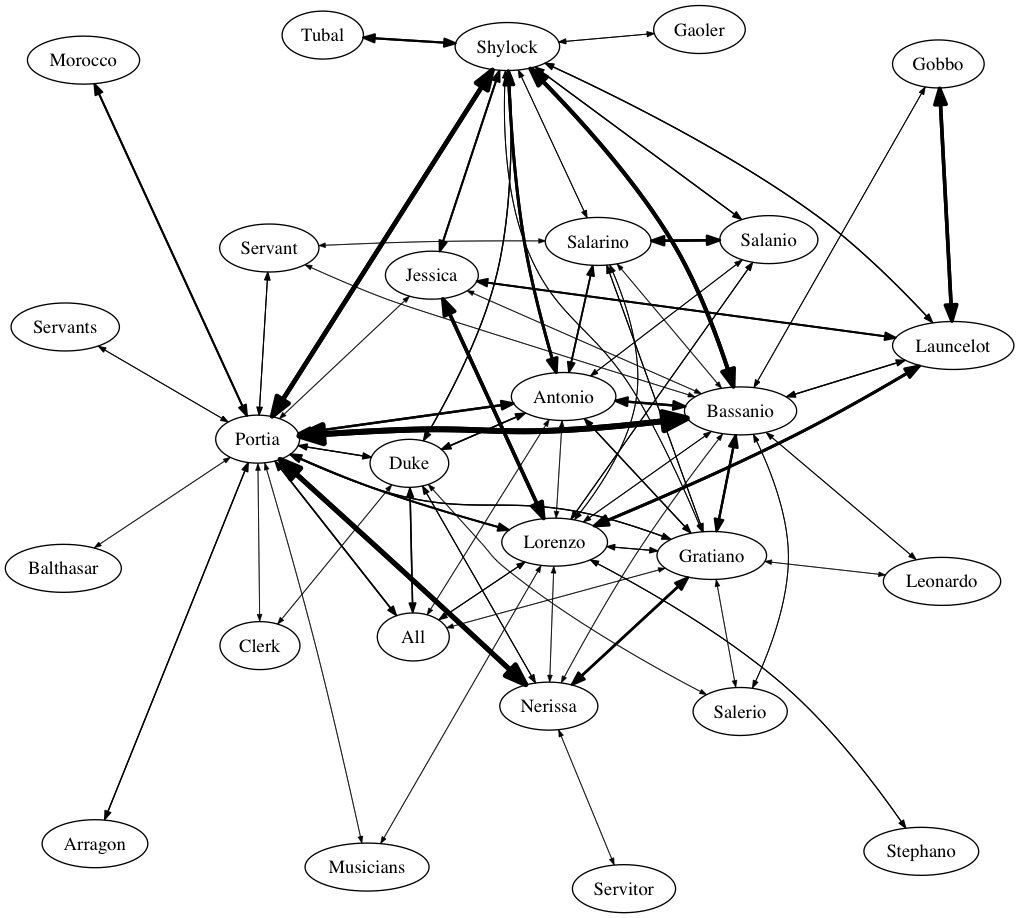 Tubal
Gaoler
Shylock
Morocco
Gobbo
Servant
Salarino
Salanio
Jessica
Servants
Launcelot
Antonio
Bassanio
Portia
Duke
Lorenzo
Gratiano
Balthasar
Leonardo
Clerk
All
Nerissa
Salerio
Arragon
Musicians
Stephano
Servitor